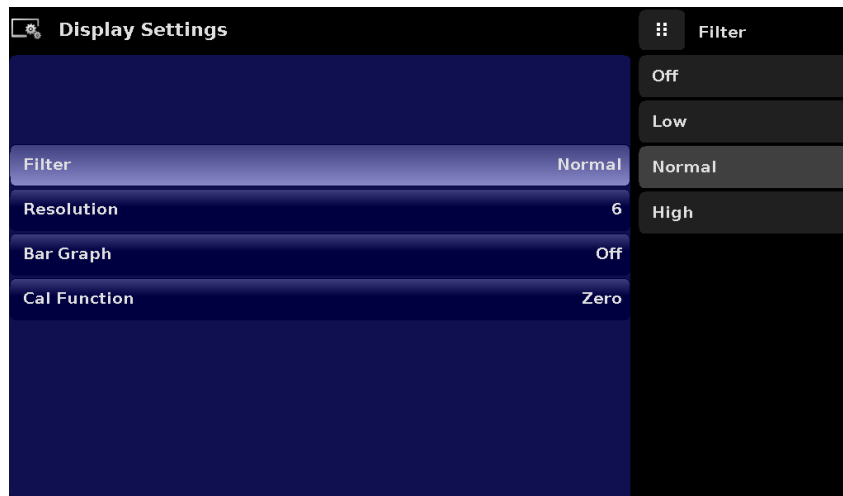 Display Settings
Filter Normal
Resolution 6
Bar Graph Off
Cal Function Zero
Filter
Off
Low
Normal
High